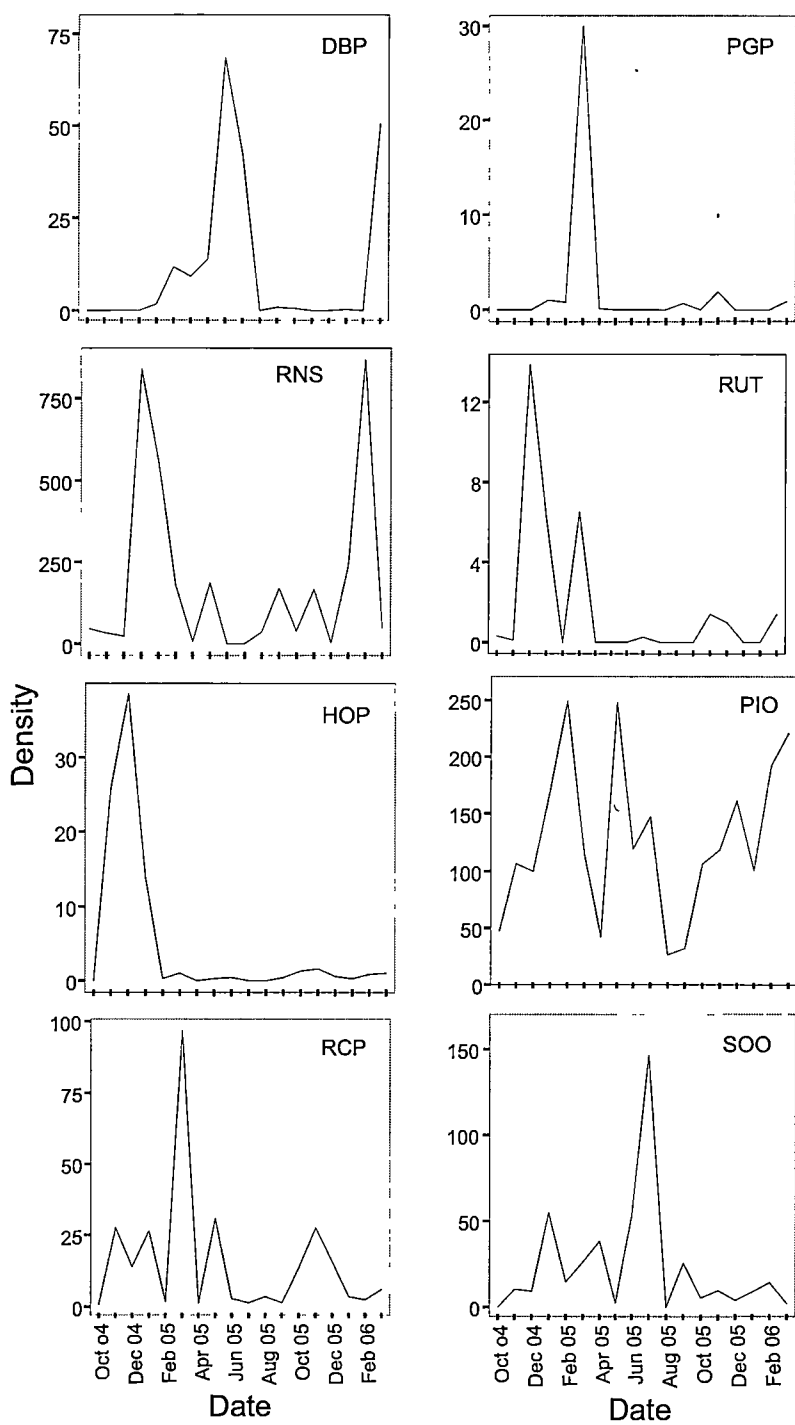 DBP
75
50
25
0
PGP
30
20
10
0
RNS
750
500
250
0
RUT
12
8
4
0
Density
HOP
30
20
10
0
PIO
250
200
150
100
50
0
RCP
100
75
50
25
0
SOO
150
100
50
0
Oct 04
Dec 04
Feb 05
Apr 05
Jun 05
Aug 05
Oct 05
Dec 05
Feb 06
Date
Oct 04
Dec 04
Feb 05
Apr 05
Jun 05
Aug 05
Oct 05
Dec 05
Feb 06
Date